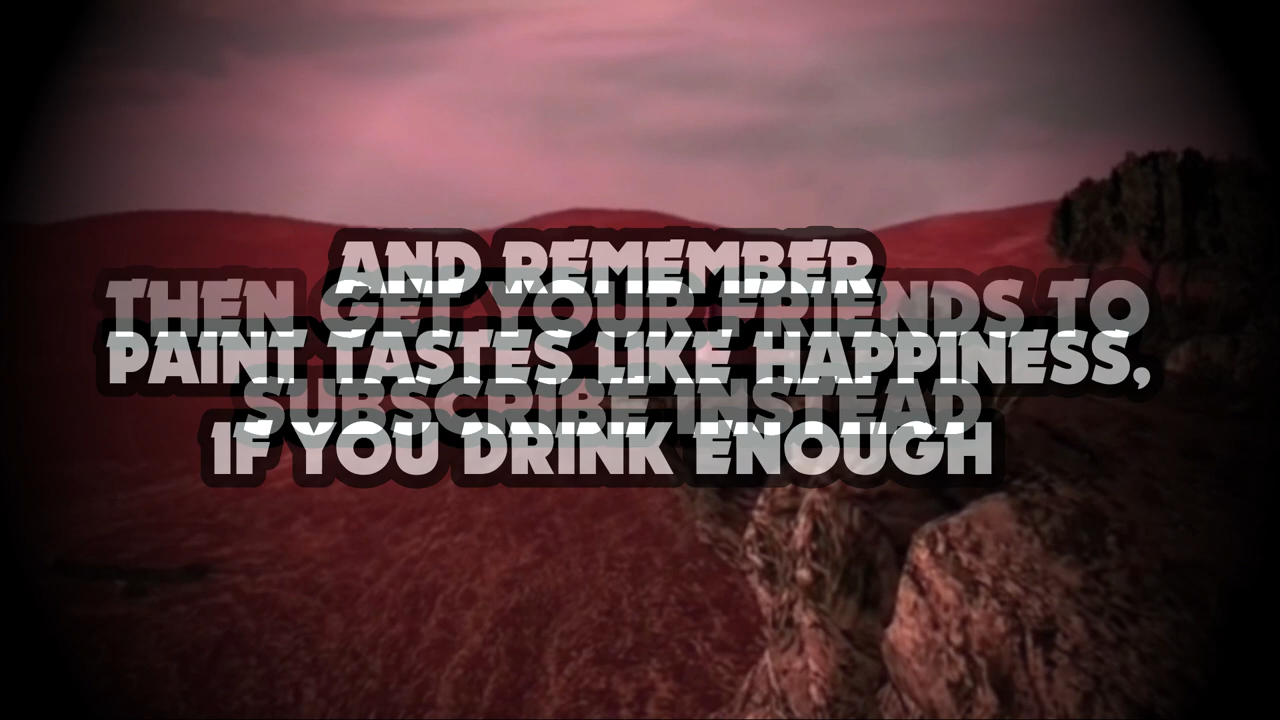 AND REMEMBER
THEN GET YOUR FRIENDS TO
PAINT TASTES LIKE HAPPINESS,
SUBSCRIBE INSTEAD
IF YOU DRINK ENOUGH